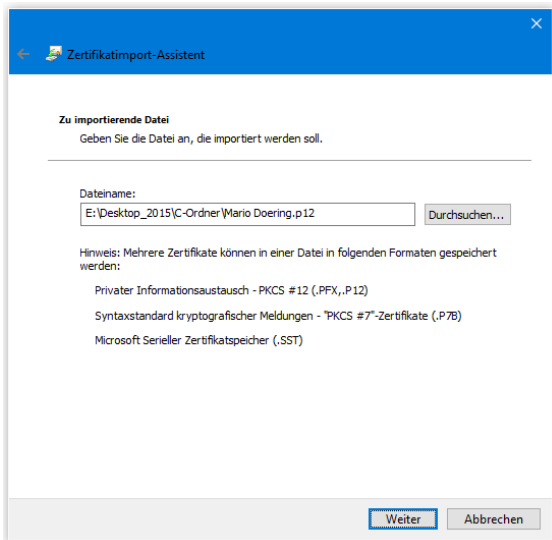 Zertifikatimport-Assistent
Zu importierende Datei
Geben Sie die Datei an, die importiert werden soll.
Dateiname:
E:\Desktop_2015\C-Ordner\Mario Doering.p12
Durchsuchen...
Hinweis: Mehrere Zertifikate können in einer Datei in folgenden Formaten gespeichert
werden:
Privater Informationsaustausch - PKCS #12 (.PFX,.P12)
Syntaxstandard kryptografischer Meldungen - "PKCS #7"-Zertifikate (.P7B)
Microsoft Serieller Zertifikatspeicher (.SST)
Weiter
Abbrechen